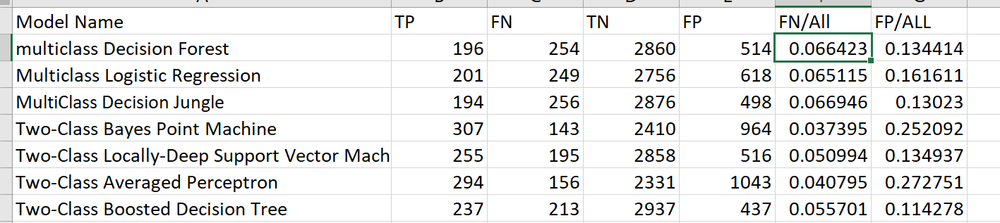 Model Name TP FN TN FP FN/All FP/ALL
multiclass Decision Forest 196 254 2860 514 0.066423 0.134414
Multiclass Logistic Regression 201 249 2756 618 0.065115 0.161611
MultiClass Decision Jungle 194 256 2876 498 0.066946 0.13023
Two-Class Bayes Point Machine 307 143 2410 964 0.037395 0.252092
Two-Class Locally-Deep Support Vector Mach 255 195 2858 516 0.050994 0.134937
Two-Class Averaged Perceptron 294 156 2331 1043 0.040795 0.272751
Two-Class Boosted Decision Tree 237 213 2937 437 0.055701 0.114278